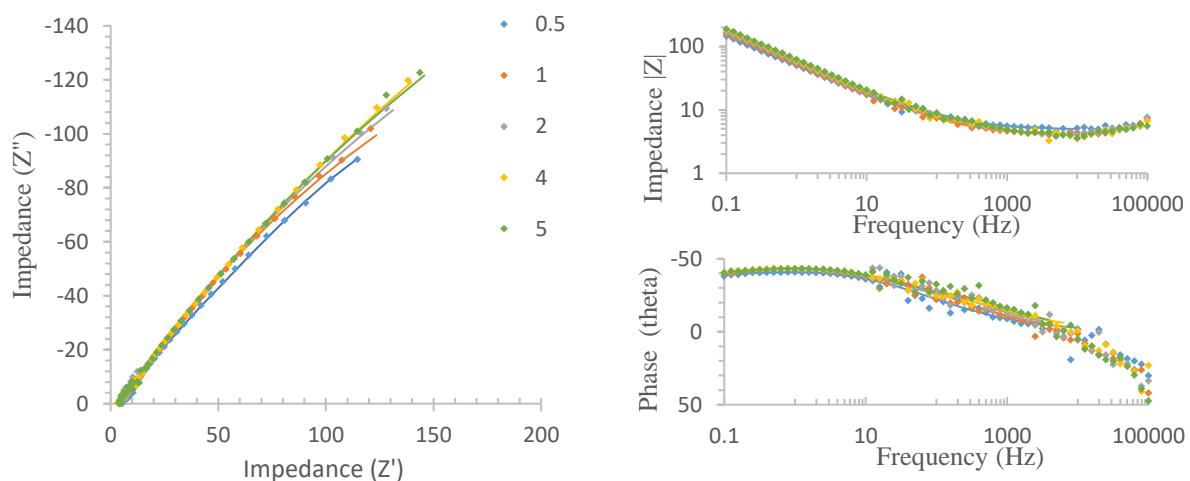 -140
-120
-100
-80
-60
-40
-20
0
0 50 100 150 200
Impedance (Z")
Impedance (Z')
0.5
1
2
4
5
100
10
1
0.1 10 1000 100000
Impedance |Z|
Frequency (Hz)
-50
0
50
0.1 10 1000 100000
Phase (theta)
Frequency (Hz)